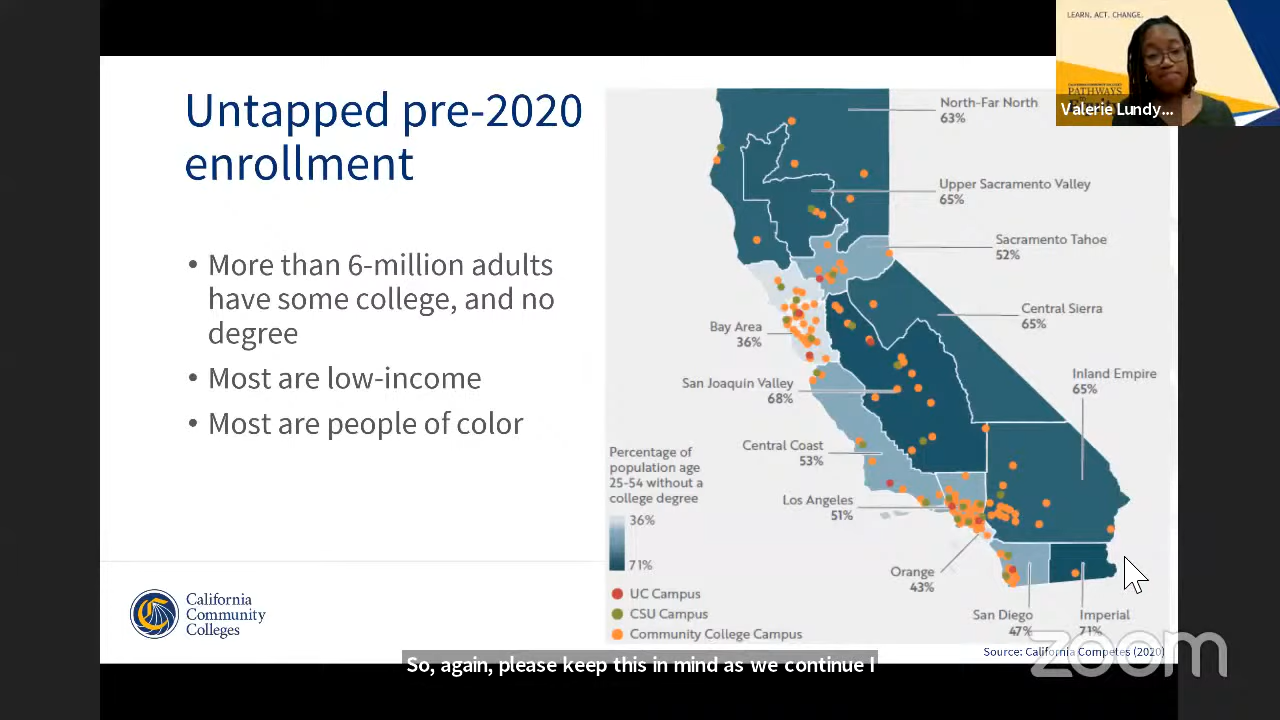 LEARN. ACT. CHANGE.
PATHWAYS
Valerie Lundy...
Untapped pre-2020
enrollment
• More than 6-million adults
have some college, and no
degree
• Most are low-income
• Most are people of color
North-Far North
63%
Upper Sacramento Valley
65%
Sacramento Tahoe
52%
Central Sierra
65%
Bay Area
36%
Inland Empire
65%
San Joaquin Valley
68%
Central Coast
53%
Los Angeles
51%
Orange
43%
San Diego
47%
Imperial
71%
Percentage of
population age
25-54 without a
college degree
36%
71%
UC Campus
CSU Campus
Community College Campus
California
Community
Colleges
Source: California Competes (2020)
zoom
So, again, please keep this in mind as we continue I